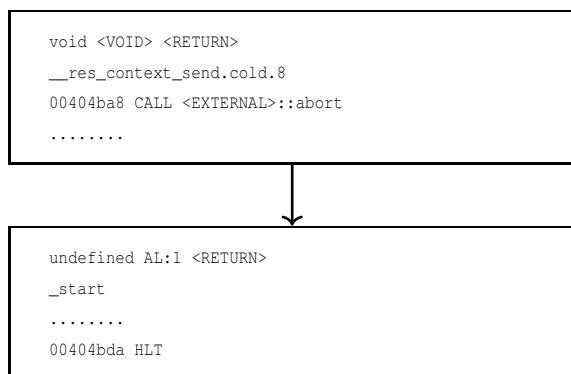 void <VOID> <RETURN>
__res_context_send.cold.8
00404ba8 CALL <EXTERNAL>::abort
........
undefined AL:1 <RETURN>
_start
........
00404bda HLT